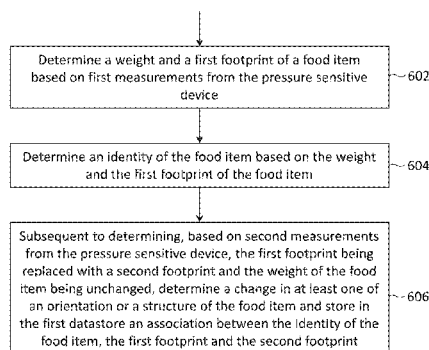 Determine a weight and a first footprint of a food item
based on first measurements from the pressure sensitive
device
602
Determine an identity of the food item based on the weight
and the first footprint of the food item
604
Subsequent to determining, based on second measurements
from the pressure sensitive device, the first footprint being
replaced with a second footprint and the weight of the food
item being unchanged, determine a change in at least one of
an orientation or a structure of the food item and store in
the first datastore an association between the identity of the
food item, the first footprint and the second footprint
606